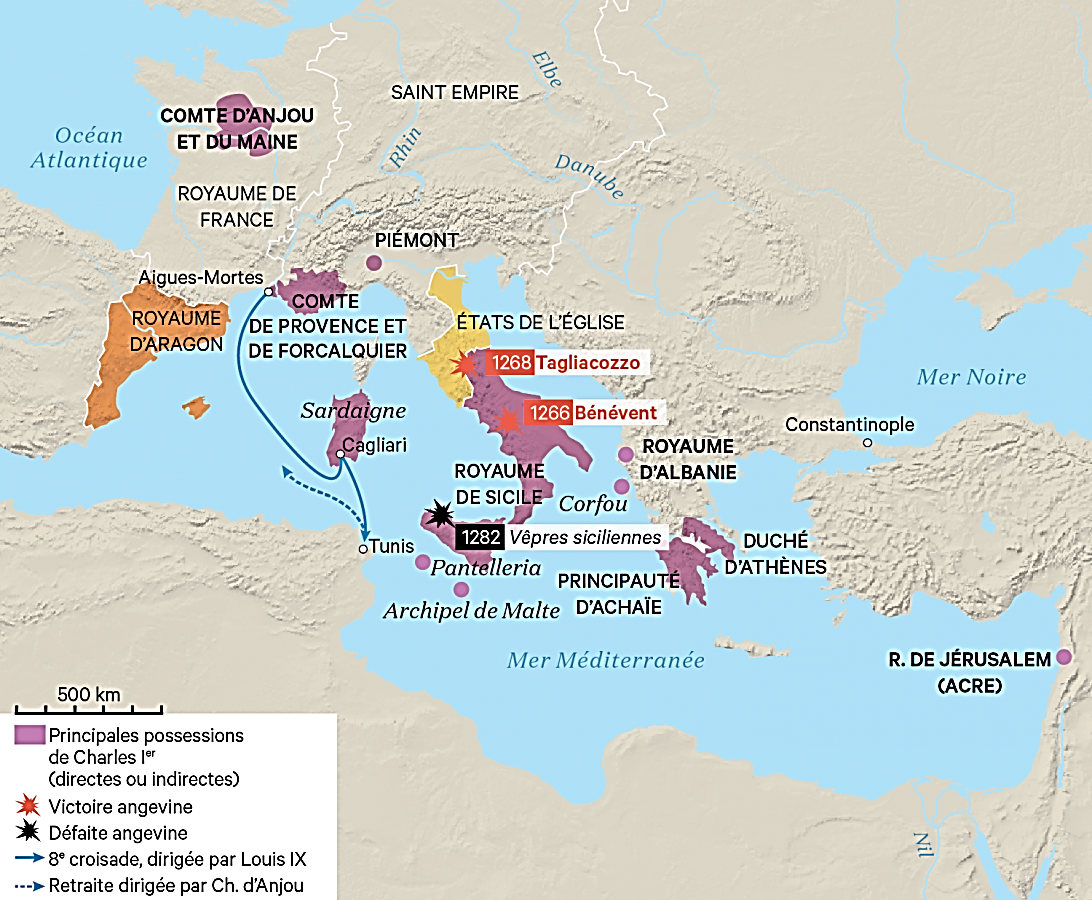 Elbe
SAINT EMPIRE
COMTE D'ANJOU
ET DU MAINE
Océan
Atlantique
Rhin
Danube
ROYAUME DE
FRANCE
PIÉMONT
Aigues-Mortes
COMTE
DE PROVENCE ET
DE FORCALQUIER
ROYAUME
D'ARAGON
ÉTATS DE L'ÉGLISE
1268 Tagliacozzo
Mer Noire
Sardaigne
1266 Bénévent
Constantinople
Cagliari
ROYAUME
D'ALBANIE
ROYAUME
DE SICILE
Corfou
1282 Vêpres siciliennes
Tunis
DUCHÉ
D'ATHÈNES
Pantelleria
PRINCIPAUTÉ
D'ACHAÏE
Archipel de Malte
Mer Méditerranée
R. DE JÉRUSALEM
(ACRE)
Nil
500 km
Principales possessions
de Charles Ier
(directes ou indirectes)
Victoire angevine
Défaite angevine
8e croisade, dirigée par Louis IX
Retraite dirigée par Ch. d'Anjou